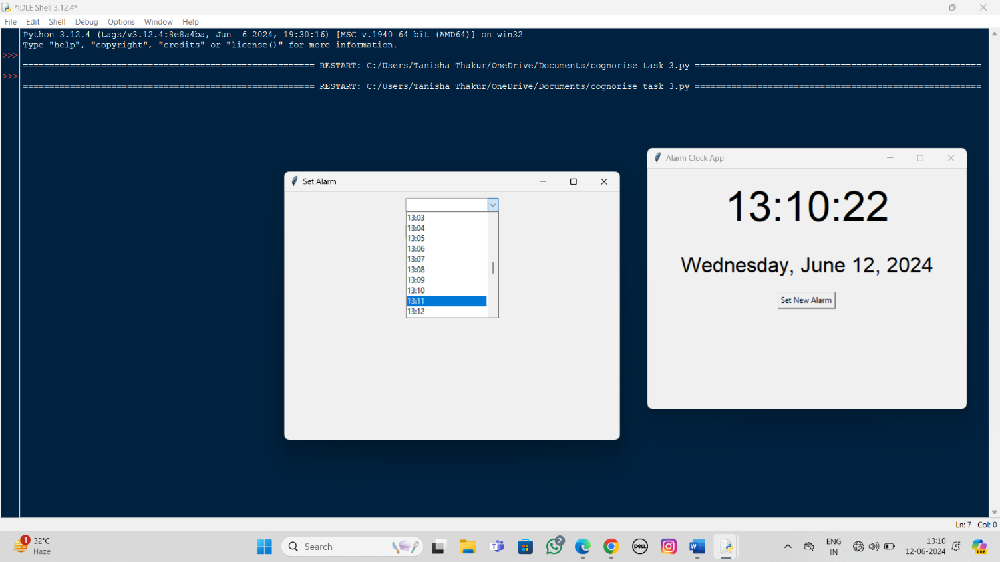 *IDLE Shell 3.12.4*
File Edit Shell Debug Options Window Help
Python 3.12.4 (tags/v3.12.4:8e8a4ba, Jun  6 2024, 19:30:16) [MSC v.1940 64 bit (AMD64)] on win32
Type "help", "copyright", "credits" or "license()" for more information.
>>>
======================================================== RESTART: C:/Users/Tanisha Thakur/OneDrive/Documents/cognorise task 3.py =======================================================
>>>
======================================================== RESTART: C:/Users/Tanisha Thakur/OneDrive/Documents/cognorise task 3.py =======================================================
Set Alarm
13:03
13:04
13:05
13:06
13:07
13:08
13:09
13:10
13:11
13:12
Alarm Clock App
13:10:22
Wednesday, June 12, 2024
Set New Alarm
Ln: 7 Col: 0
1
32°C
Haze
Search
2
DELL
W
PRE
ENG
IN
13:10
12-06-2024